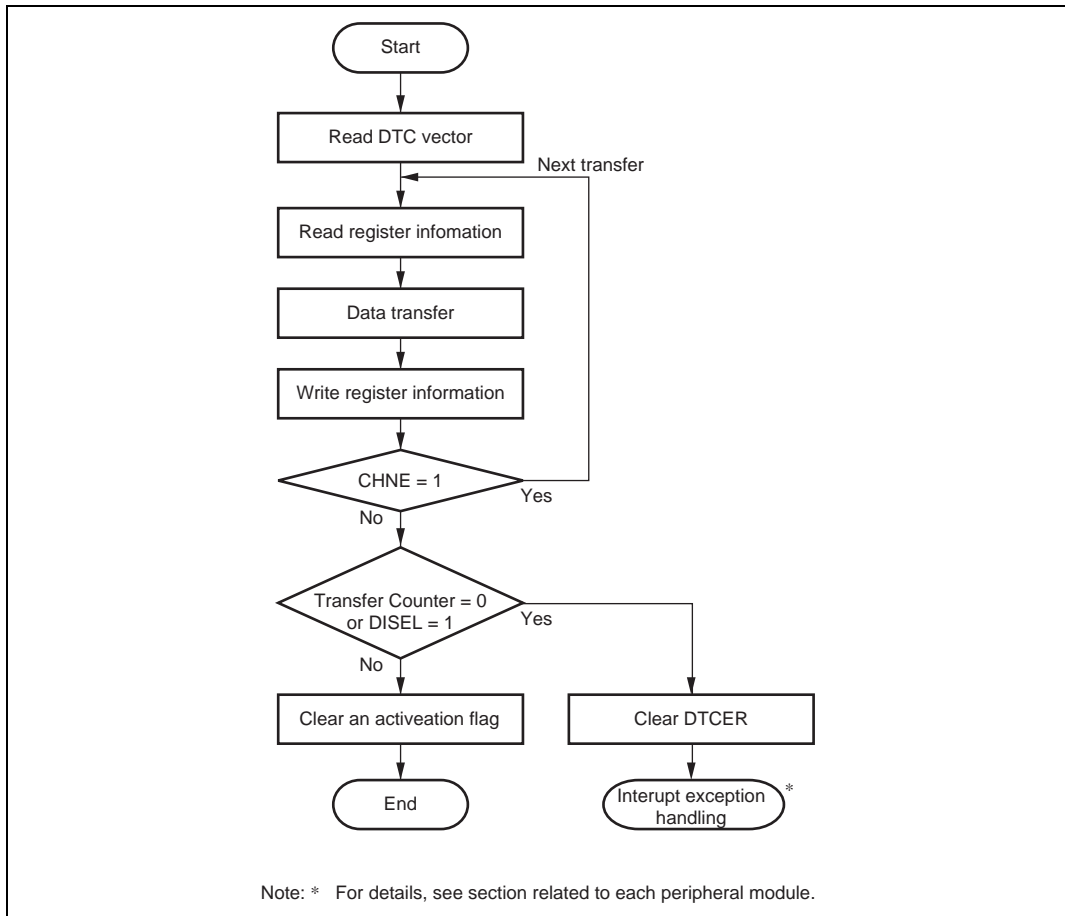 Start
Read DTC vector
Next transfer
Read register infomation
Data transfer
Write register information
CHNE = 1
Yes
No
Transfer Counter = 0
or DISEL = 1
Yes
No
Clear an activeation flag
Clear DTCER
End
Interupt exception
handling
*
Note: * For details, see section related to each peripheral module.